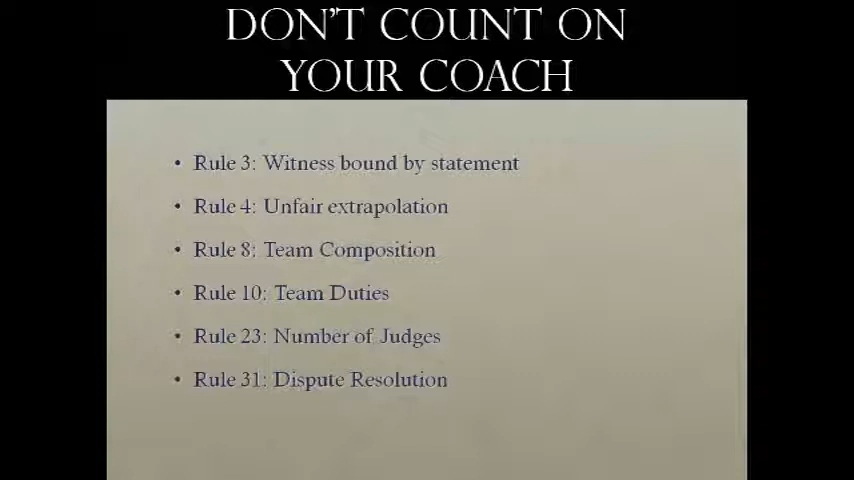 DON'T COUNT ON
YOUR COACH
• Rule 3: Witness bound by statement
• Rule 4: Unfair extrapolation
• Rule 8: Team Composition
• Rule 10: Team Duties
• Rule 23: Number of Judges
• Rule 31: Dispute Resolution